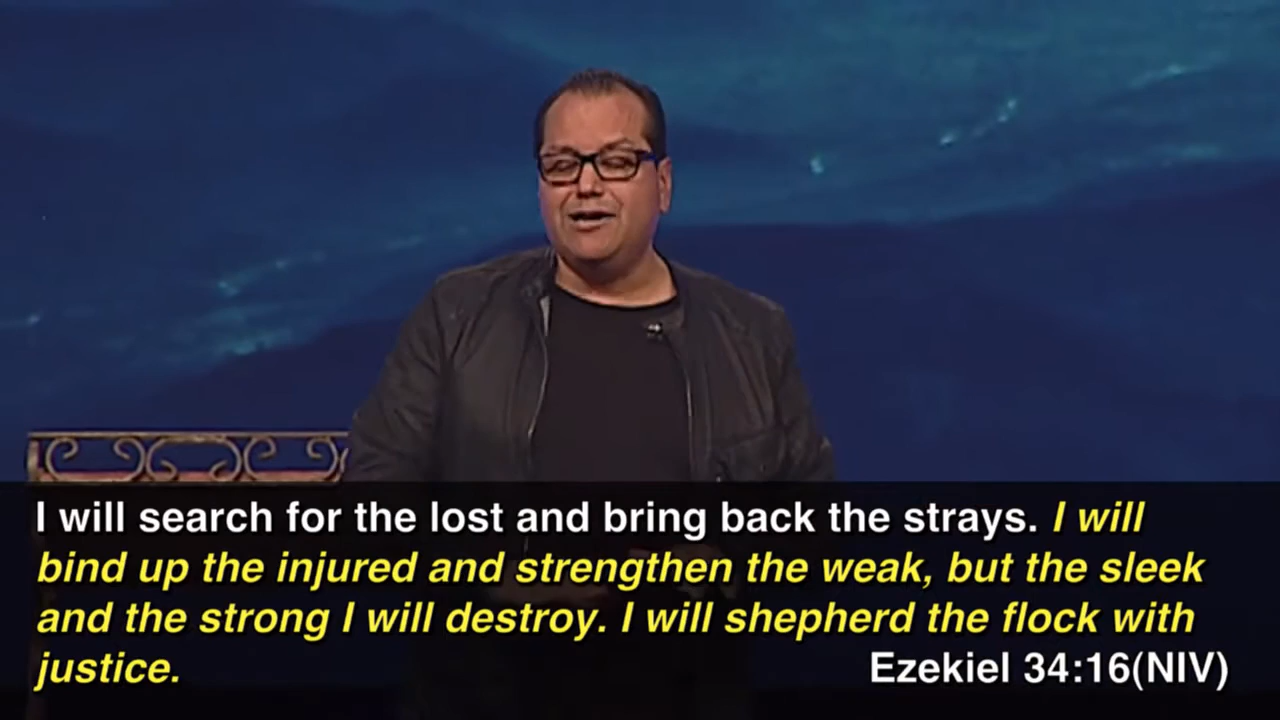 I will search for the lost and bring back the strays. I will
bind up the injured and strengthen the weak, but the sleek
and the strong I will destroy. I will shepherd the flock with
justice. Ezekiel 34:16(NIV)